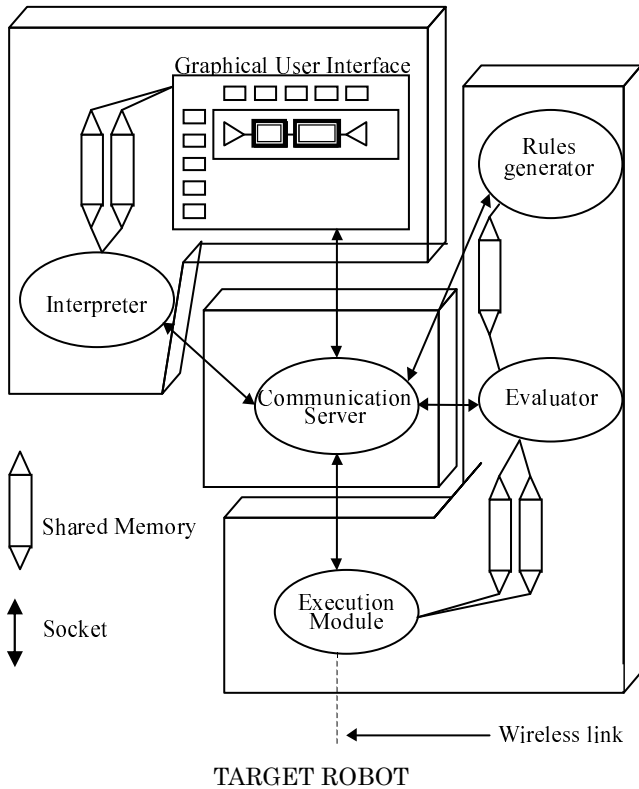 Graphical User Interface
Rules
generator
Interpreter
Communication
Server
Evaluator
Shared Memory
Execution
Module
Socket
Wireless link
TARGET ROBOT